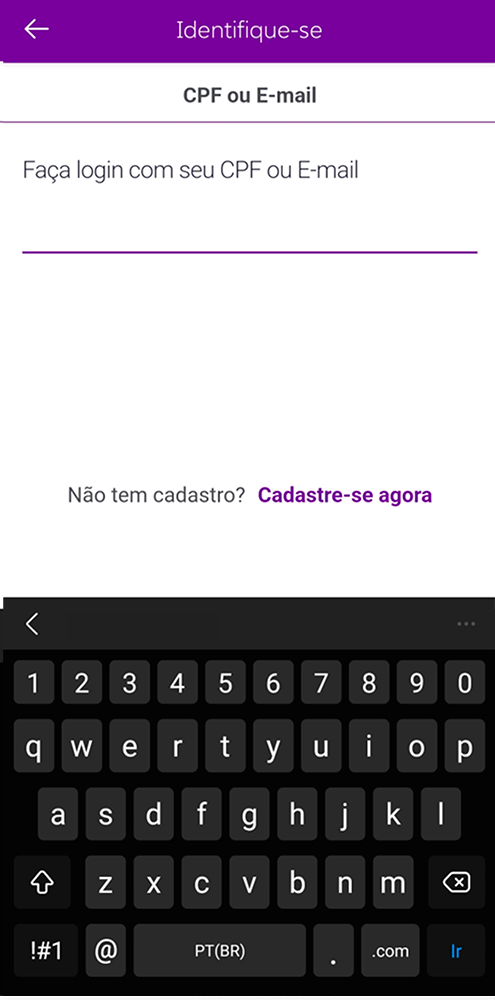 Identifique-se
CPF ou E-mail
Faça login com seu CPF ou E-mail
Não tem cadastro? Cadastre-se agora
1 2 3 4 5 6 7 8 9 0
q w e r t y u i o p
a s d f g h j k l
z x c v b n m
!#1 @ PT(BR) . .com Ir